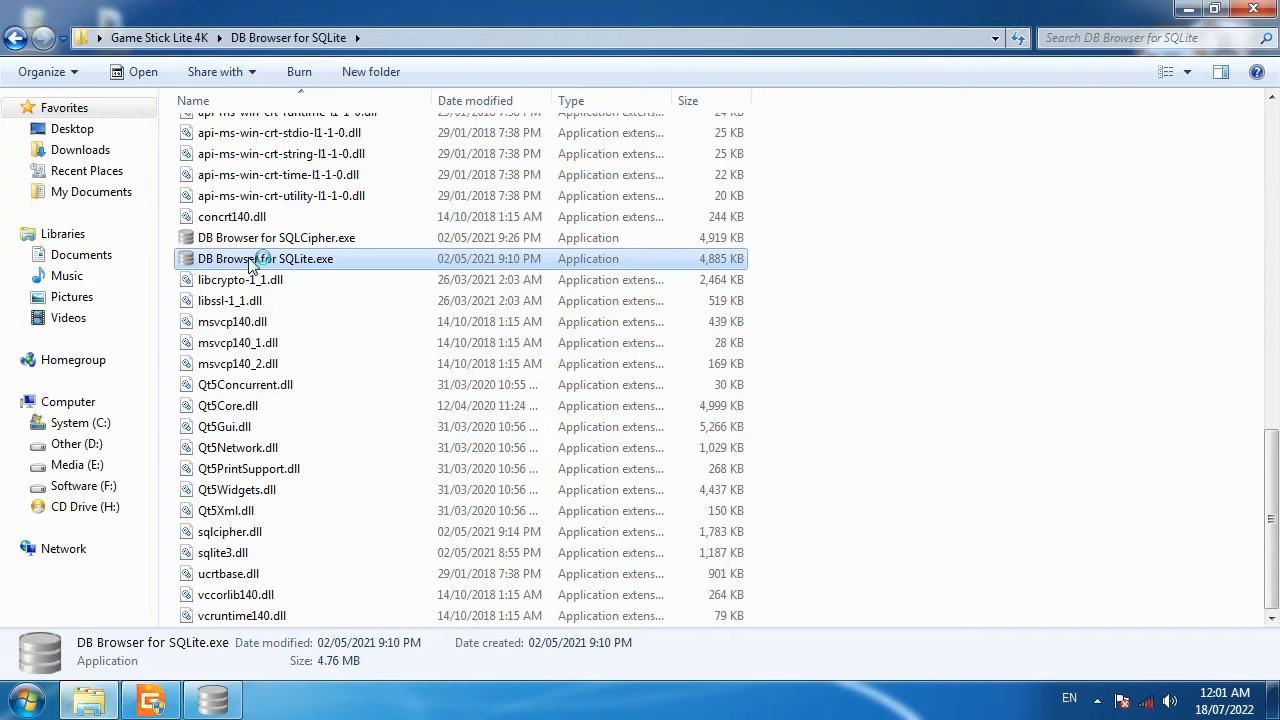 Game Stick Lite 4K DB Browser for SQLite
Search DB Browser for SQLite
Organize Open Share with Burn New folder
Name Date modified Type Size
Favorites
Desktop
Downloads
Recent Places
My Documents
Libraries
Documents
Music
Pictures
Videos
Homegroup
Computer
System (C:)
Other (D:)
Media (E:)
Software (F:)
CD Drive (H:)
Network
api-ms-win-crt-runtime-l1-1-0.dll 29/01/2018 7:38 PM Application extens... 24 KB
api-ms-win-crt-stdio-l1-1-0.dll 29/01/2018 7:38 PM Application extens... 25 KB
api-ms-win-crt-string-l1-1-0.dll 29/01/2018 7:38 PM Application extens... 25 KB
api-ms-win-crt-time-l1-1-0.dll 29/01/2018 7:38 PM Application extens... 22 KB
api-ms-win-crt-utility-l1-1-0.dll 29/01/2018 7:38 PM Application extens... 20 KB
concrt140.dll 14/10/2018 1:15 AM Application extens... 244 KB
DB Browser for SQLCipher.exe 02/05/2021 9:26 PM Application 4,919 KB
DB Browser for SQLite.exe 02/05/2021 9:10 PM Application 4,885 KB
libcrypto-1_1.dll 26/03/2021 2:03 AM Application extens... 2,464 KB
libssl-1_1.dll 26/03/2021 2:03 AM Application extens... 519 KB
msvcp140.dll 14/10/2018 1:15 AM Application extens... 439 KB
msvcp140_1.dll 14/10/2018 1:15 AM Application extens... 28 KB
msvcp140_2.dll 14/10/2018 1:15 AM Application extens... 169 KB
Qt5Concurrent.dll 31/03/2020 10:55 ... Application extens... 30 KB
Qt5Core.dll 12/04/2020 11:24 ... Application extens... 4,999 KB
Qt5Gui.dll 31/03/2020 10:56 ... Application extens... 5,266 KB
Qt5Network.dll 31/03/2020 10:56 ... Application extens... 1,029 KB
Qt5PrintSupport.dll 31/03/2020 10:56 ... Application extens... 268 KB
Qt5Widgets.dll 31/03/2020 10:56 ... Application extens... 4,437 KB
Qt5Xml.dll 31/03/2020 10:56 ... Application extens... 150 KB
sqlcipher.dll 02/05/2021 9:14 PM Application extens... 1,783 KB
sqlite3.dll 02/05/2021 8:55 PM Application extens... 1,187 KB
ucrtbase.dll 29/01/2018 7:38 PM Application extens... 901 KB
vccorlib140.dll 14/10/2018 1:15 AM Application extens... 264 KB
vcruntime140.dll 14/10/2018 1:15 AM Application extens... 79 KB
DB Browser for SQLite.exe Date modified: 02/05/2021 9:10 PM Date created: 02/05/2021 9:10 PM
Application Size: 4.76 MB
EN 12:01 AM
18/07/2022